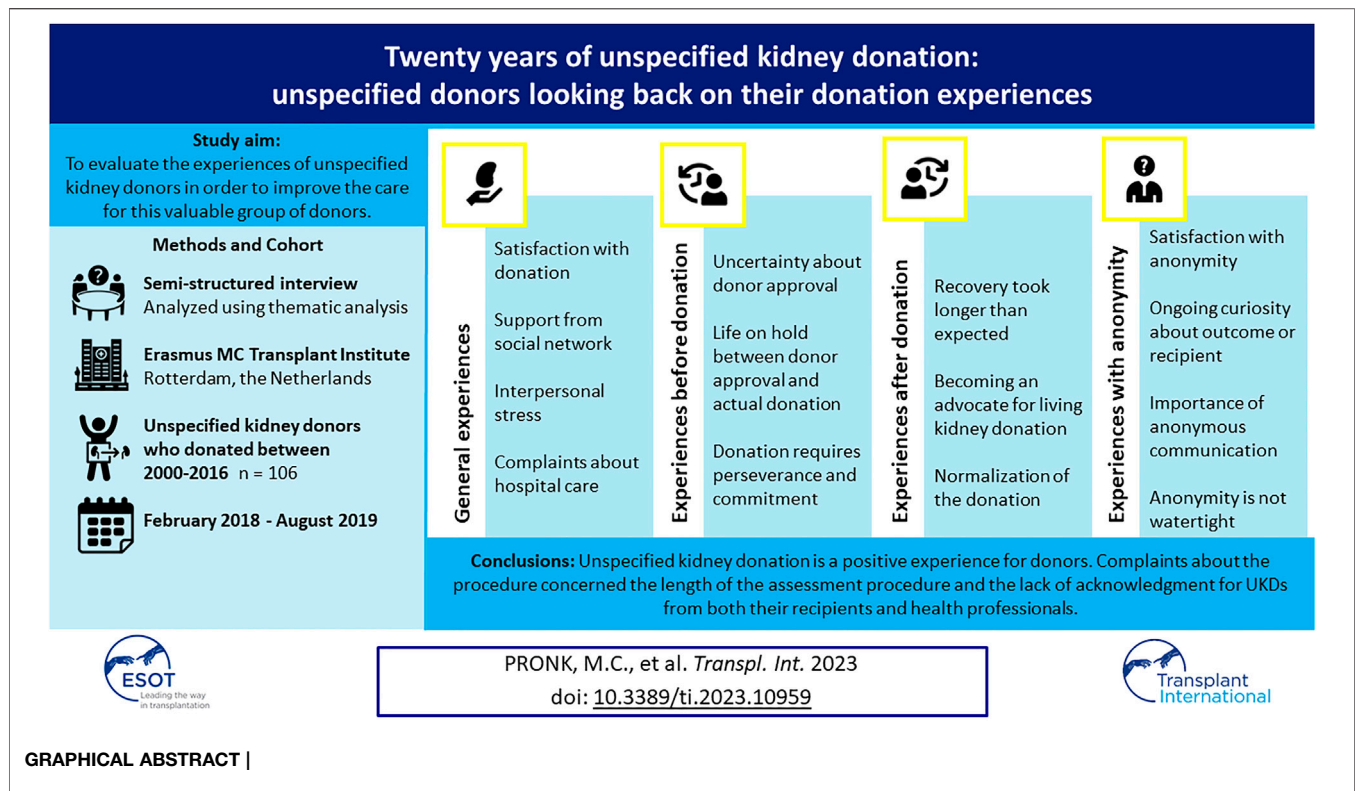 Twenty years of unspecified kidney donation:
unspecified donors looking back on their donation experiences
Study aim:
To evaluate the experiences of unspecified
kidney donors in order to improve the care
for this valuable group of donors.
Methods and Cohort
?
Semi-structured interview
Analyzed using thematic analysis
Erasmus MC Transplant Institute
Rotterdam, the Netherlands
Unspecified kidney donors
who donated between
2000-2016 n = 106
February 2018 - August 2019
General experiences
Satisfaction with
donation
Support from
social network
Interpersonal
stress
Complaints about
hospital care
Experiences before donation
Uncertainty about
donor approval
Life on hold
between donor
approval and
actual donation
Donation requires
perseverance and
commitment
Experiences after donation
Recovery took
longer than
expected
Becoming an
advocate for living
kidney donation
Normalization of
the donation
?
Experiences with anonymity
Satisfaction with
anonymity
Ongoing curiosity
about outcome or
recipient
Importance of
anonymous
communication
Anonymity is not
watertight
Conclusions: Unspecified kidney donation is a positive experience for donors. Complaints about the
procedure concerned the length of the assessment procedure and the lack of acknowledgment for UKDs
from both their recipients and health professionals.
ESOT
Leading the way
in transplantation
PRONK, M.C., et al. Transpl. Int. 2023
doi: 10.3389/ti.2023.10959
Transplant
International
GRAPHICAL ABSTRACT |